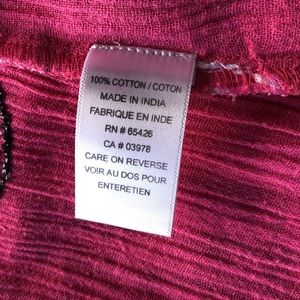 100% COTTON / COTON
MADE IN INDIA
FABRIQUE EN INDE
RN # 65426
CA # 03978
CARE ON REVERSE
VOIR AU DOS POUR
ENTERETIEN